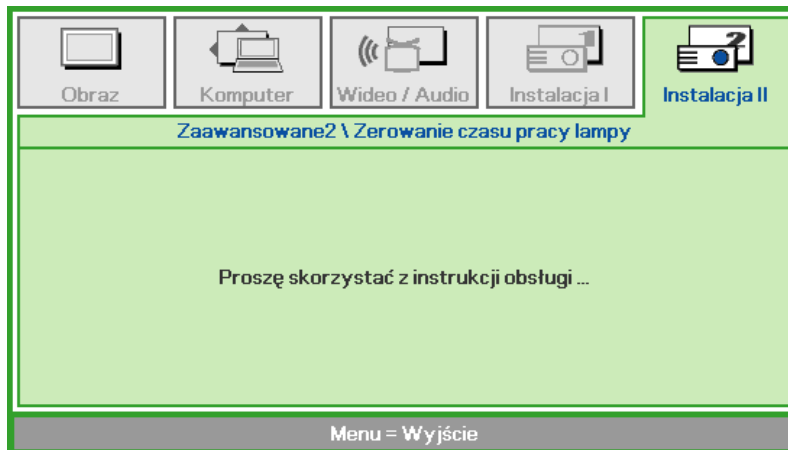 Obraz
Komputer
Wideo / Audio
Instalacja I
Instalacja II
Zaawansowane2 \ Zerowanie czasu pracy lampy
Proszę skorzystać z instrukcji obsługi ...
Menu = Wyjście